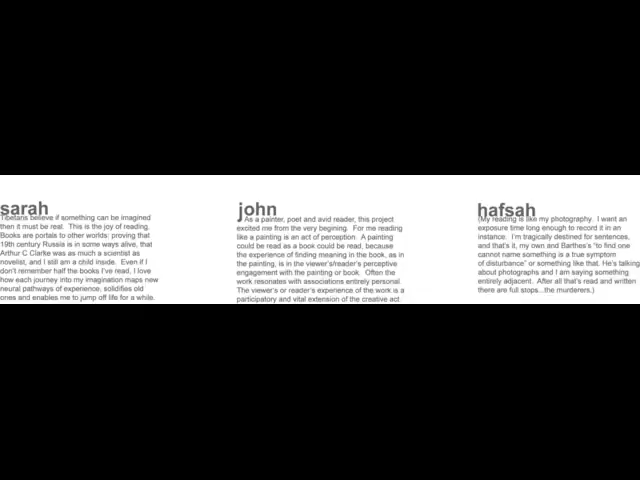 sarah
Tibetans believe if something can be imagined
then it must be real. This is the joy of reading.
Books are portals to other worlds: proving that
19th century Russia is in some ways alive, that
Arthur C Clarke was as much a scientist as
novelist, and I still am a child inside. Even if I
don't remember half the books I've read, I love
how each journey into my imagination maps new
neural pathways of experience, solidifies old
ones and enables me to jump off life for a while.
john
As a painter, poet and avid reader, this project
excited me from the very begining. For me reading
like a painting is an act of perception. A painting
could be read as a book could be read, because
the experience of finding meaning in the book, as in
the painting, is in the viewer's/reader's perceptive
engagement with the painting or book. Often the
work resonates with associations entirely personal.
The viewer's or reader's experience of the work is a
participatory and vital extension of the creative act
hafsah
(My reading is like my photography. I want an
exposure time long enough to record it in an
instance. I'm tragically destined for sentences,
and that's it, my own and Barthes's "to find one
cannot name something is a true symptom
of disturbance" or something like that. He's talking
about photographs and I am saying something
entirely adjacent. After all that's read and written
there are full stops...the murderers.)